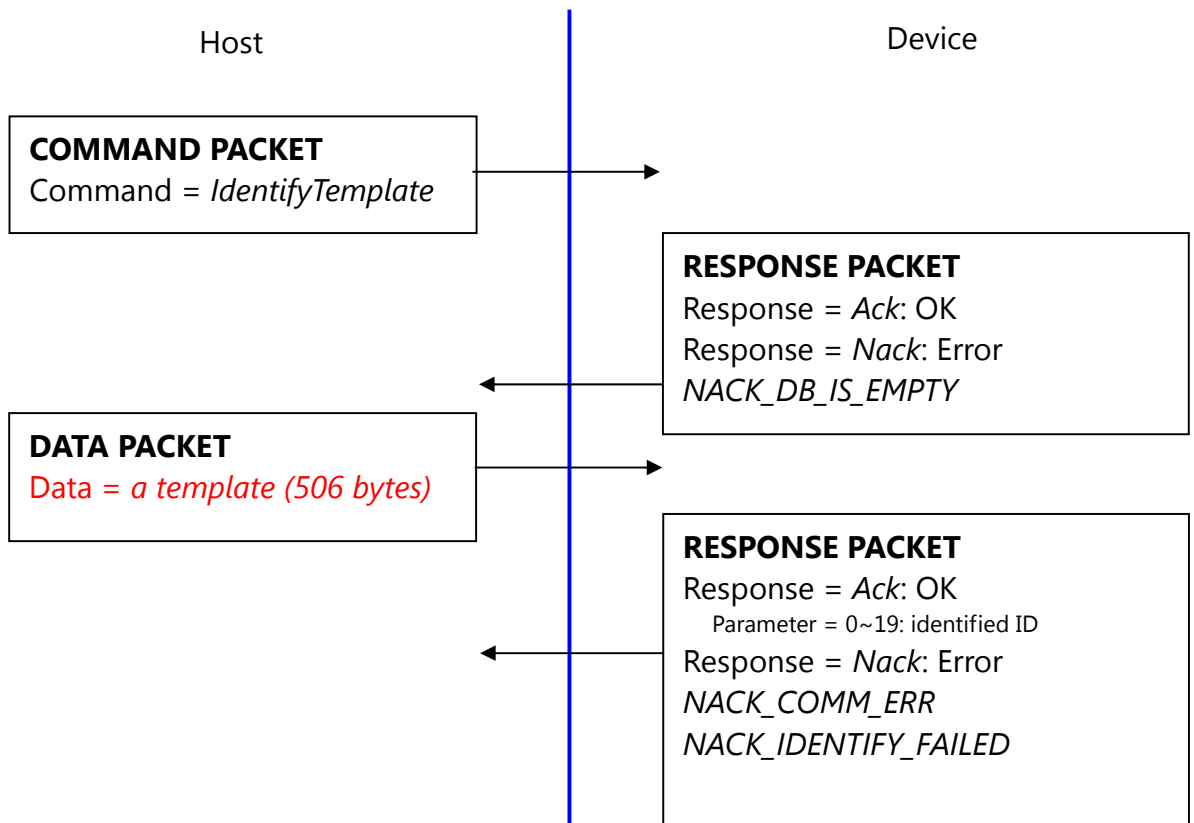 Host
Device
COMMAND PACKET
Command = IdentifyTemplate
RESPONSE PACKET
Response = Ack: OK
Response = Nack: Error
NACK_DB_IS_EMPTY
DATA PACKET
Data = a template (506 bytes)
RESPONSE PACKET
Response = Ack: OK
Parameter = 0~19: identified ID
Response = Nack: Error
NACK_COMM_ERR
NACK_IDENTIFY_FAILED